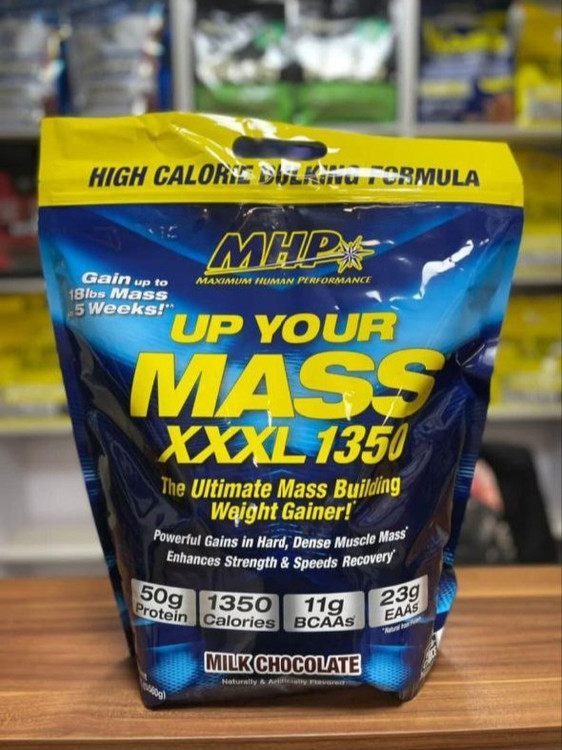 HIGH CALORIE BULKING FORMULA
MHP
MAXIMUM HUMAN PERFORMANCE
Gain up to
18lbs Mass
5 Weeks!**
UP YOUR
MASS
XXXL 1350
The Ultimate Mass Building
Weight Gainer!*
Powerful Gains in Hard, Dense Muscle Mass*
Enhances Strength & Speeds Recovery*
50g
Protein
1350
Calories
11g
BCAAs*
23g
EAAs
MILK CHOCOLATE
Naturally & Artificially Flavored